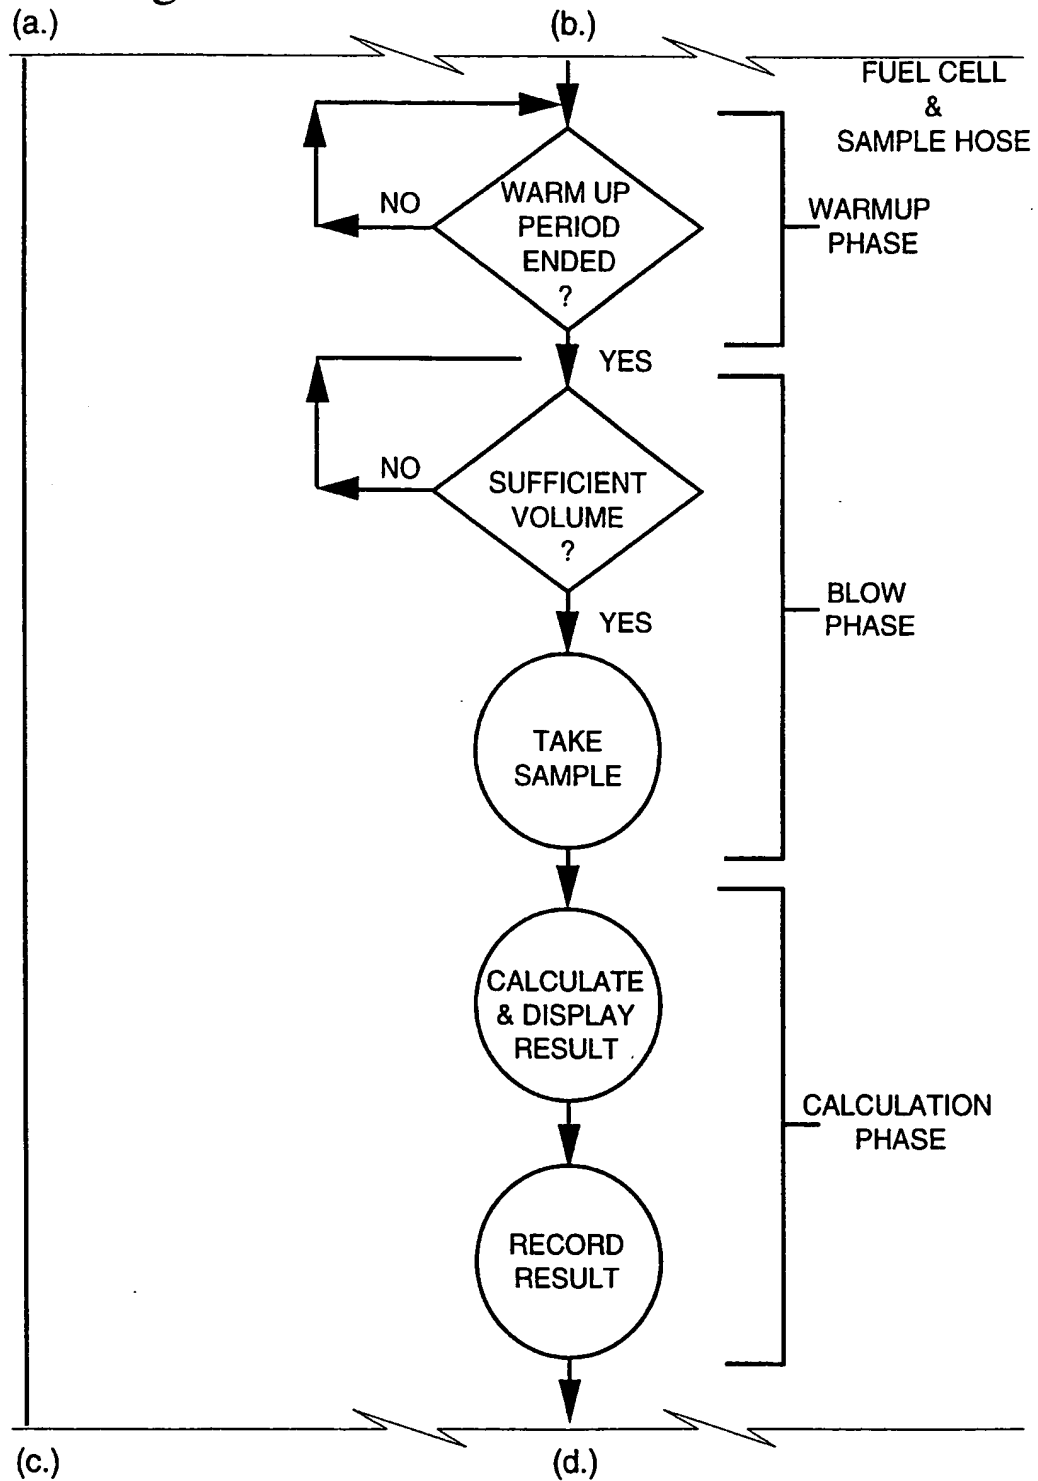 (a.)
(b.)
FUEL CELL
&
SAMPLE HOSE
WARMUP
PHASE
NO
WARM UP
PERIOD
ENDED
?
YES
NO
SUFFICIENT
VOLUME
?
YES
BLOW
PHASE
TAKE
SAMPLE
CALCULATE
& DISPLAY
RESULT
CALCULATION
PHASE
RECORD
RESULT
(c.)
(d.)